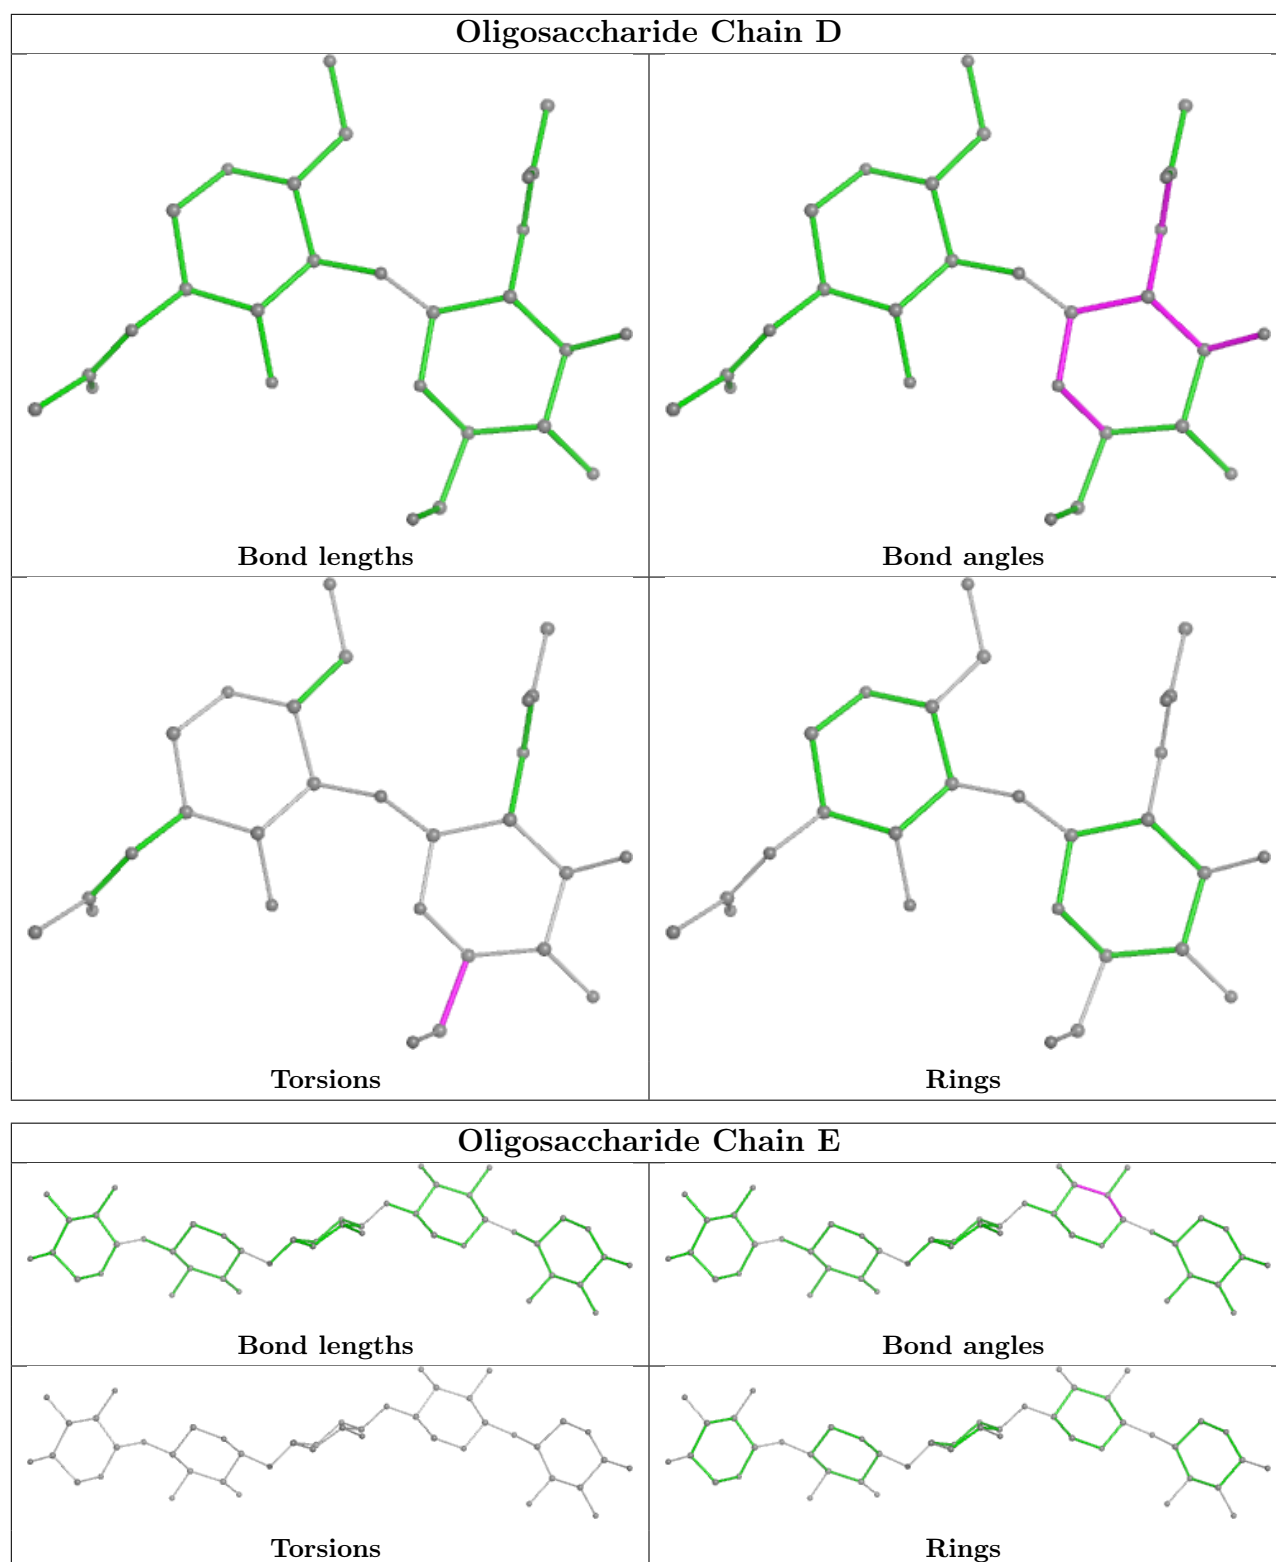 Oligosaccharide Chain D
Bond lengths
Bond angles
Torsions
Rings
Oligosaccharide Chain E
Bond lengths
Bond angles
Torsions
Rings